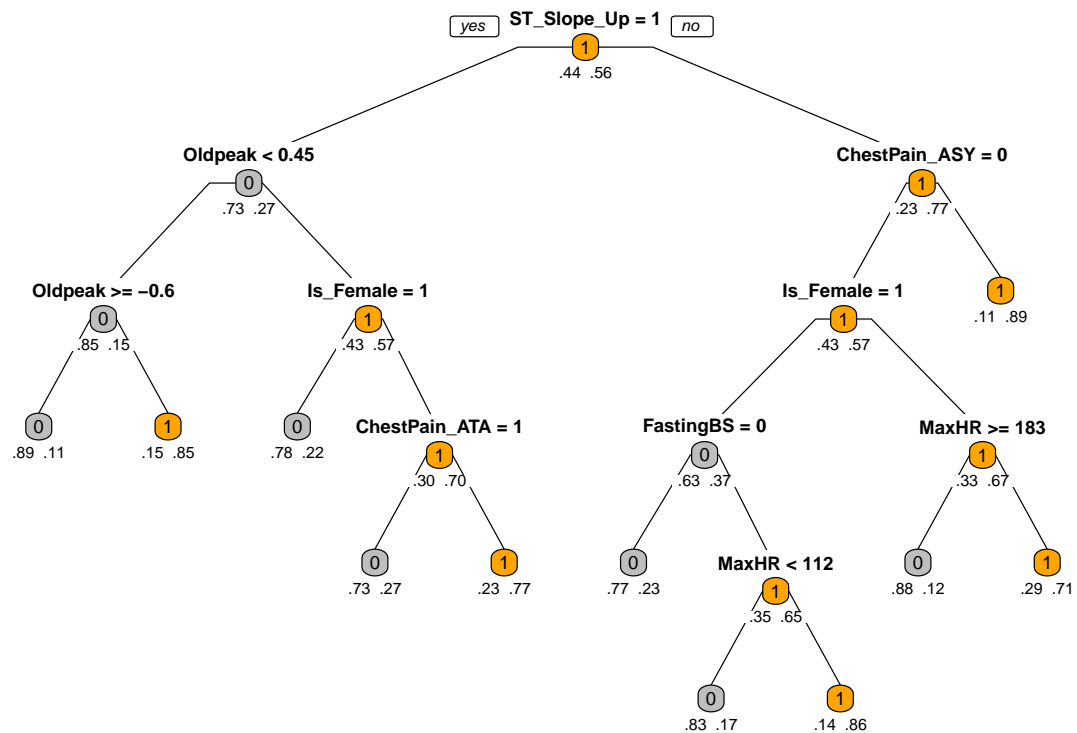 ST_Slope_Up = 1
yes no
1
.44 .56
Oldpeak < 0.45 ChestPain_ASY = 0
0 1
.73 .27 .23 .77
Oldpeak >= −0.6 Is_Female = 1 Is_Female = 1 1
0 1 1 .11 .89
.85 .15 .43 .57 .43 .57
0 1 0 ChestPain_ATA = 1 FastingBS = 0 MaxHR >= 183
.89 .11 .15 .85 .78 .22 1 0 1
.30 .70 .63 .37 .33 .67
0 1 0 MaxHR < 112 0 1
.73 .27 .23 .77 .77 .23 1 .88 .12 .29 .71
.35 .65
0 1
.83 .17 .14 .86